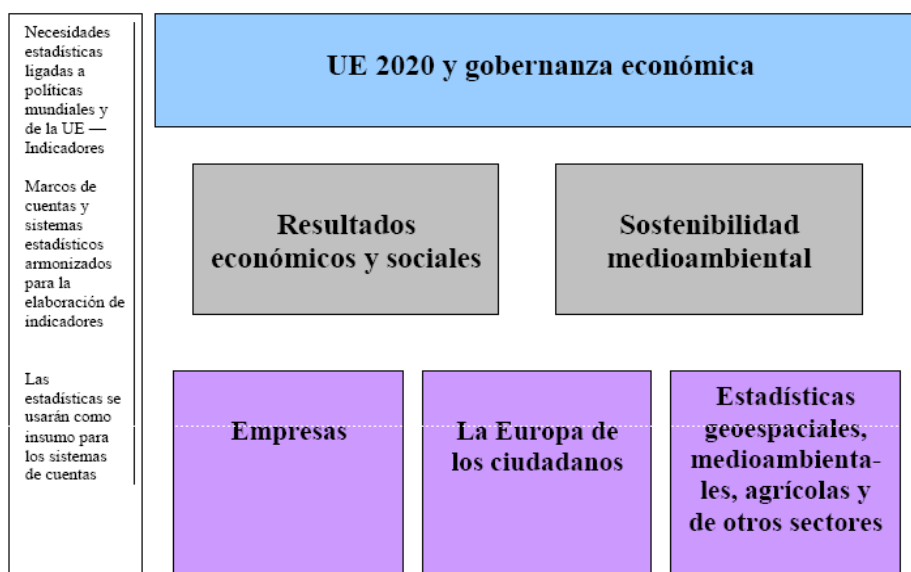 Necesidades
estadísticas
ligadas a
políticas
mundiales y
de la UE —
Indicadores
Marcos de
cuentas y
sistemas
estadísticos
armonizados
para la
elaboración de
indicadores
Las
estadísticas se
usarán como
insumo para
los sistemas
de cuentas
UE 2020 y gobernanza económica
Resultados
económicos y sociales
Sostenibilidad
medioambiental
Empresas
La Europa de
los ciudadanos
Estadísticas
geoespaciales,
medioambienta-
les, agrícolas y
de otros sectores